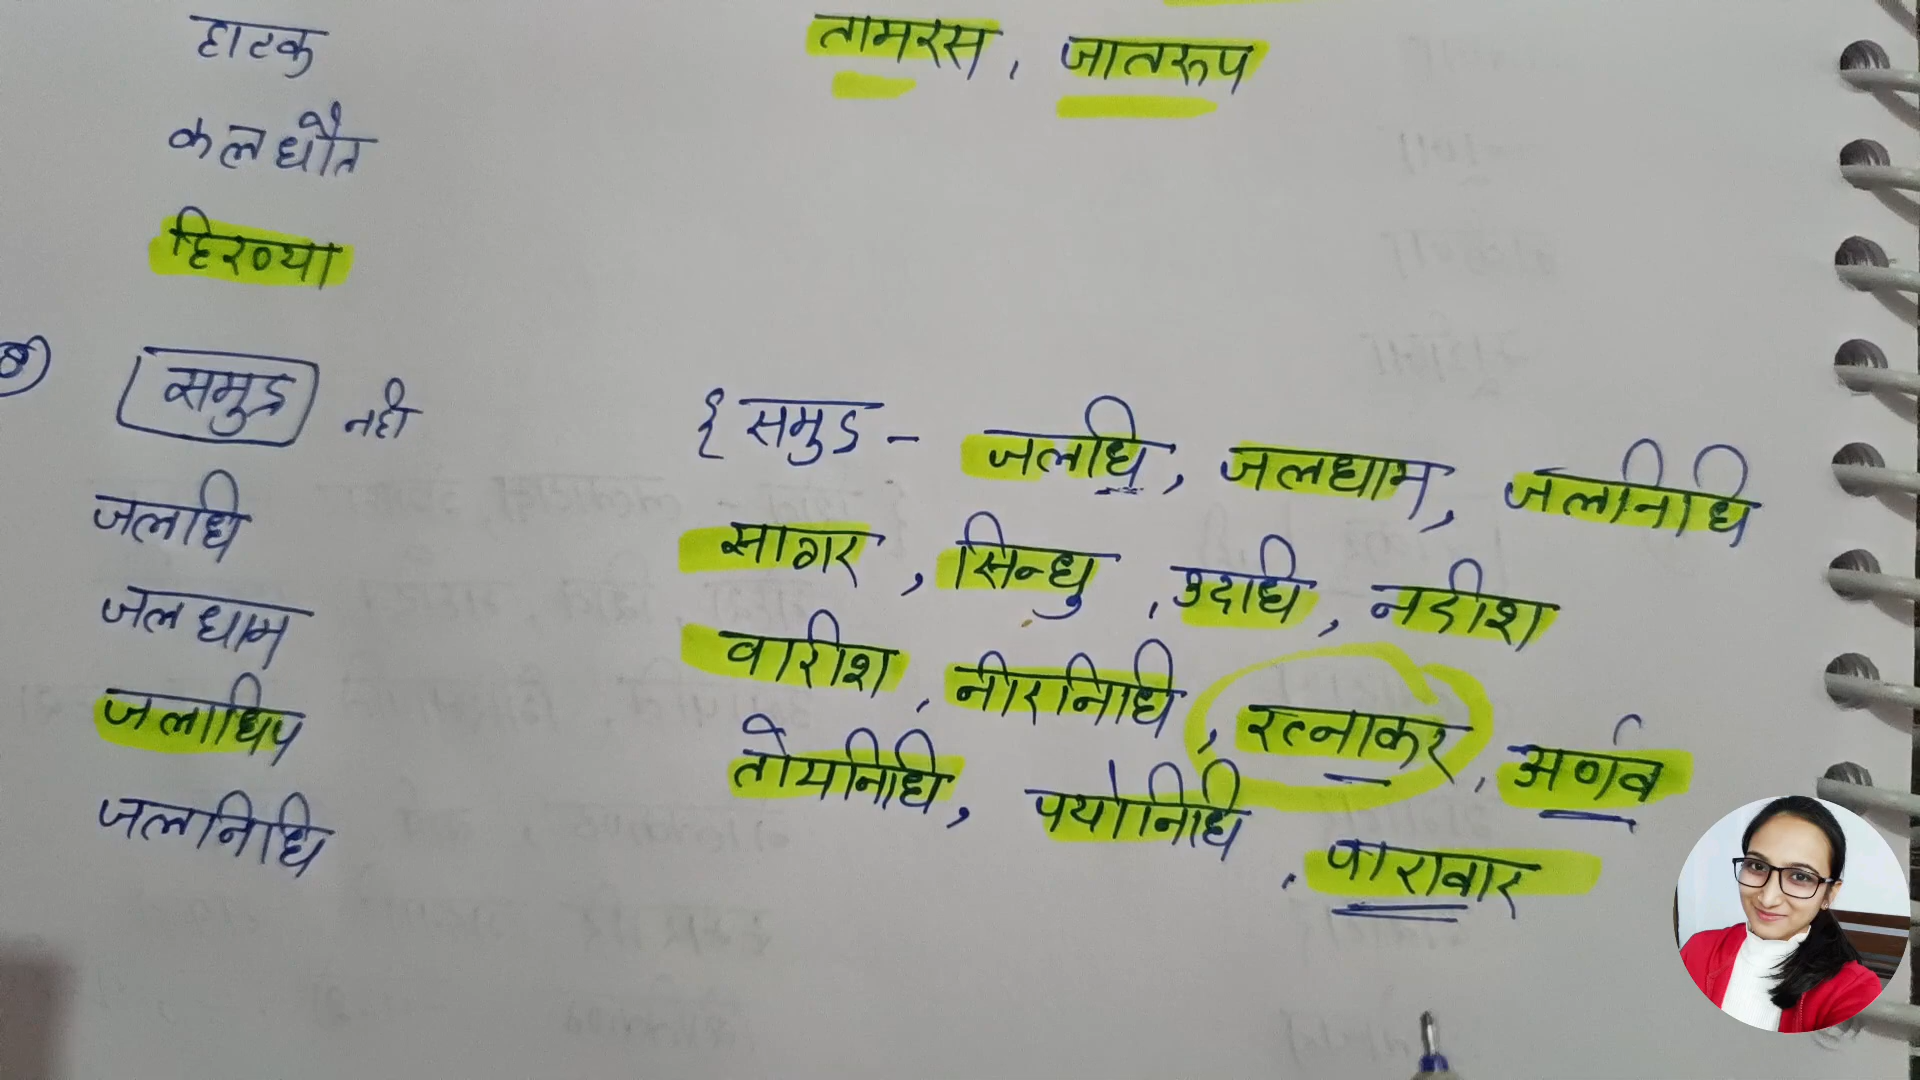 हाटक
तामरस, जातरूप
कलधौत
हिरण्या
समुद्र नही
{ समुद्र - जलधि, जलधाम, जलनिधि
जलधि
सागर, सिन्धु, उदधि, नदीश
जलधाम
वारीश, नीरनिधि, रत्नाकर, अर्णव
जलाधिप
तोयनिधि, पयोनिधि, पारावार
जलनिधि